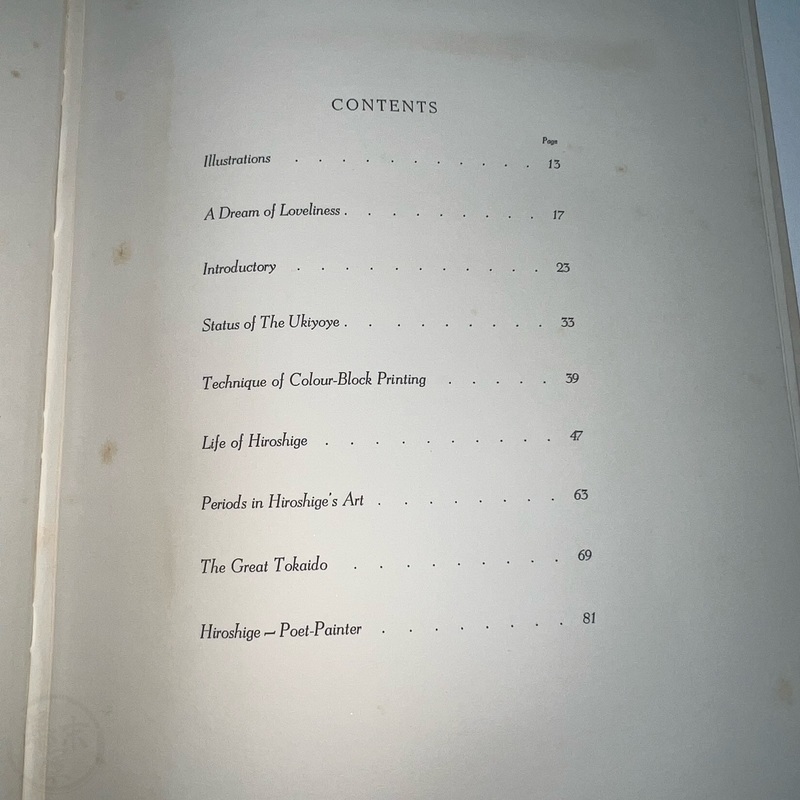 CONTENTS
Page
Illustrations . . . . . . . . . . . 13
A Dream of Loveliness . . . . . . . . . 17
Introductory . . . . . . . . . . . 23
Status of The Ukiyoye . . . . . . . . . 33
Technique of Colour-Block Printing . . . . . 39
Life of Hiroshige . . . . . . . . . . 47
Periods in Hiroshige's Art . . . . . . . . 63
The Great Tokaido . . . . . . . . . 69
Hiroshige — Poet-Painter . . . . . . . . 81